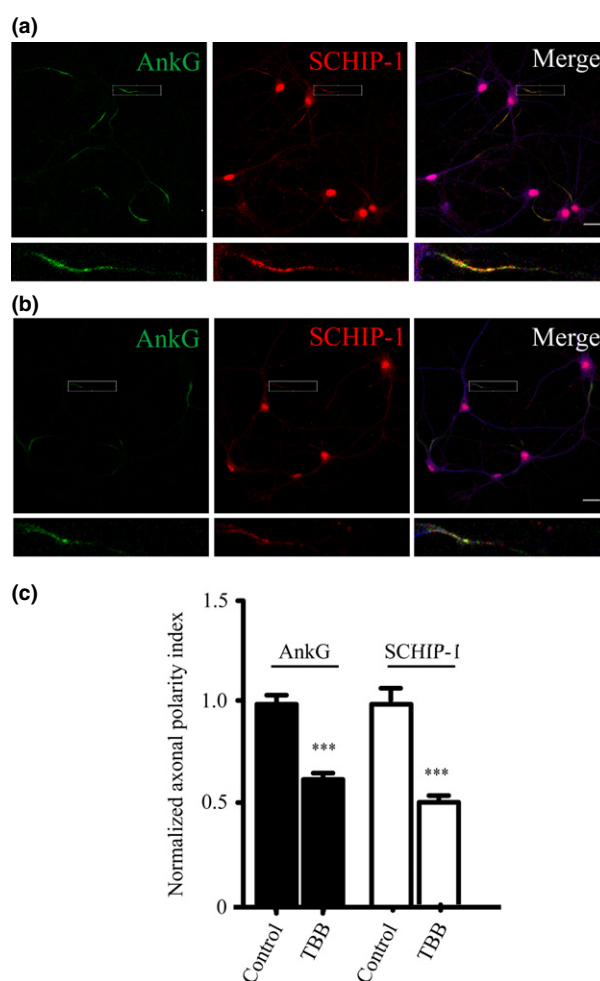 (a)
AnkG SCHIP-1 Merge
(b)
AnkG SCHIP-1 Merge
(c)
Normalized axonal polarity index
1.5
1.0
0.5
0
AnkG SCHIP-1
*** ***
Control TBB Control TBB